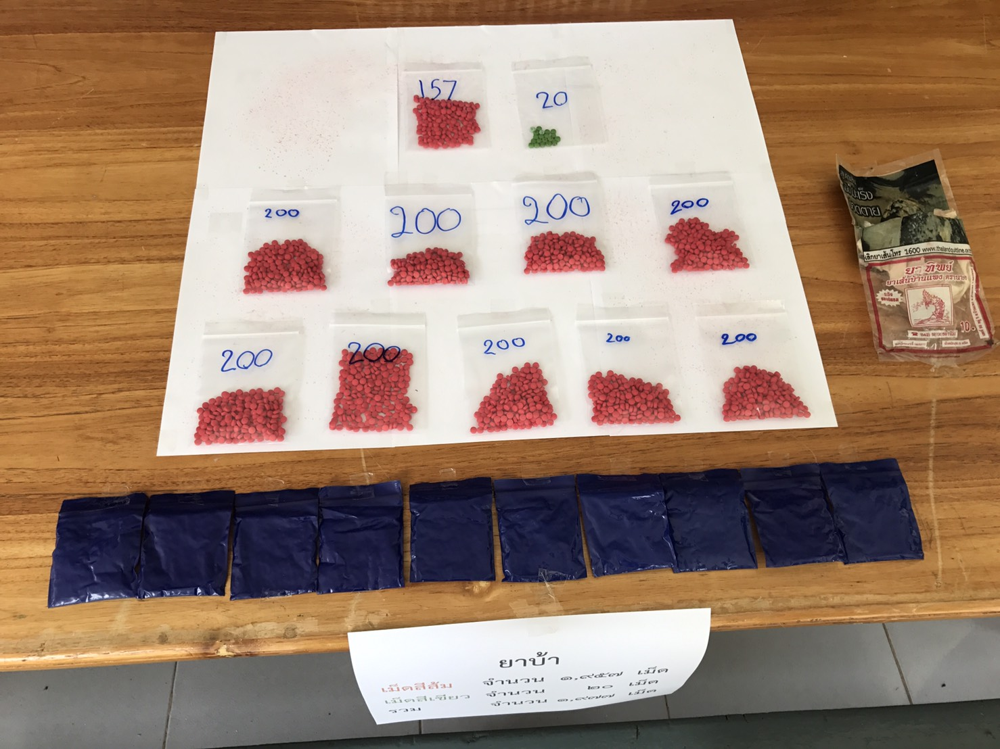 157
20
200
200
200
200
200
200
200
200
200
เลิกยาเส้นโทร 1600 www.thailandquitline.or
ยาทิพย์
ยาเส้นบ้านแพง ตรานาค
10.
ยาบ้า
เม็ดสีส้ม จำนวน ๑,๙๕๗ เม็ด
เม็ดสีเขียว จำนวน ๒๐ เม็ด
รวม จำนวน ๑,๙๗๗ เม็ด